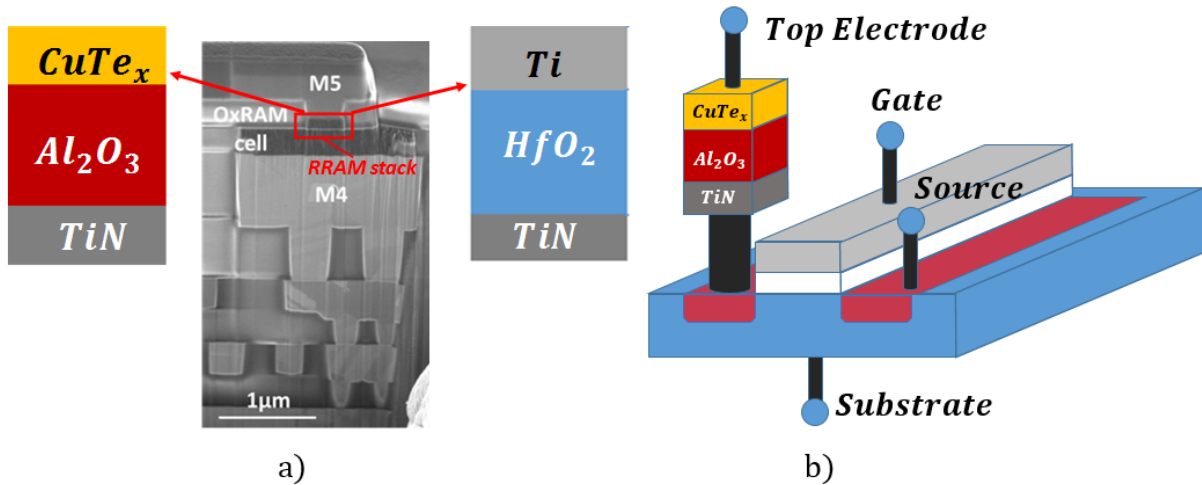 CuTeₓ
Al₂O₃
TiN
M5
OxRAM
cell
RRAM stack
M4
1μm
Ti
HfO₂
TiN
a)
Top Electrode
CuTeₓ
Al₂O₃
TiN
Gate
Source
Substrate
b)